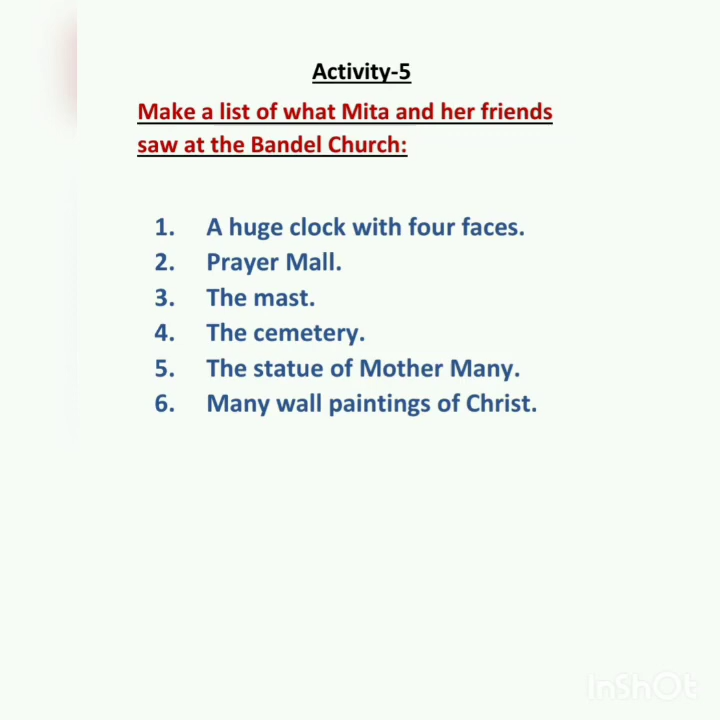 Activity-5
Make a list of what Mita and her friends
saw at the Bandel Church:
1. A huge clock with four faces.
2. Prayer Mall.
3. The mast.
4. The cemetery.
5. The statue of Mother Many.
6. Many wall paintings of Christ.
InShOt